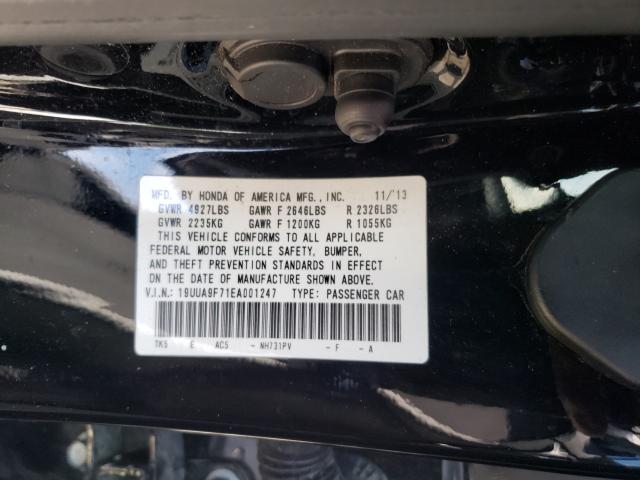 MFD. BY HONDA OF AMERICA MFG., INC. 11/'13
GVWR 4927LBS GAWR F 2646LBS R 2326LBS
GVWR 2235KG GAWR F 1200KG R 1055KG
THIS VEHICLE CONFORMS TO ALL APPLICABLE
FEDERAL MOTOR VEHICLE SAFETY, BUMPER,
AND THEFT PREVENTION STANDARDS IN EFFECT
ON THE DATE OF MANUFACTURE SHOWN ABOVE.
V.I.N.: 19UUA9F71EA001247 TYPE: PASSENGER CAR
TK5 E AC5 - NH731PV - F - A